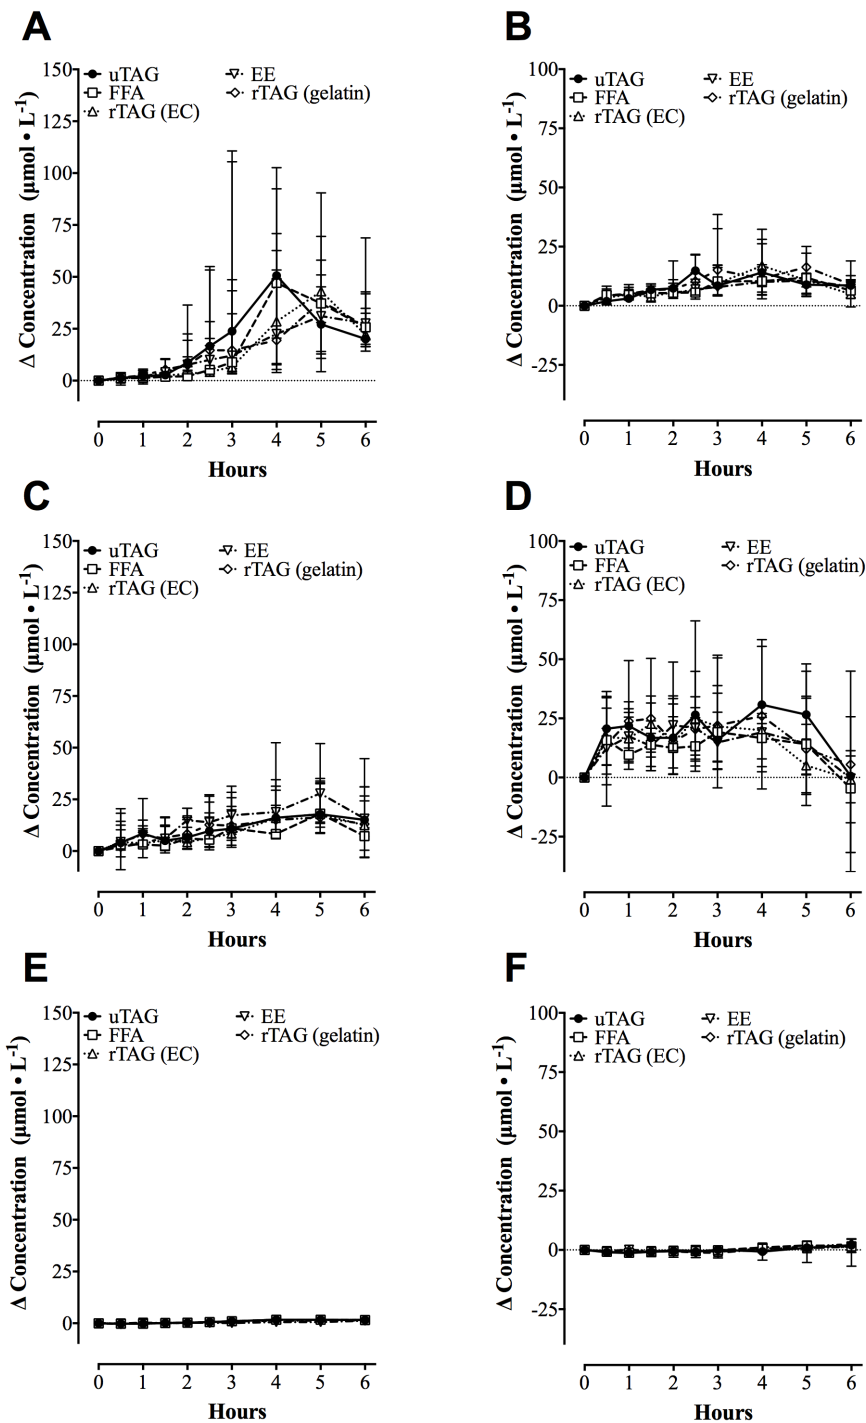 A
150
125
100
75
50
25
0
Δ Concentration (µmol • L⁻¹)
uTAG
FFA
rTAG (EC)
EE
rTAG (gelatin)
0 1 2 3 4 5 6
Hours
B
100
75
50
25
0
-25
Δ Concentration (µmol • L⁻¹)
uTAG
FFA
rTAG (EC)
EE
rTAG (gelatin)
0 1 2 3 4 5 6
Hours
C
150
125
100
75
50
25
0
Δ Concentration (µmol • L⁻¹)
uTAG
FFA
rTAG (EC)
EE
rTAG (gelatin)
0 1 2 3 4 5 6
Hours
D
100
75
50
25
0
-25
Δ Concentration (µmol • L⁻¹)
uTAG
FFA
rTAG (EC)
EE
rTAG (gelatin)
0 1 2 3 4 5 6
Hours
E
150
125
100
75
50
25
0
Δ Concentration (µmol • L⁻¹)
uTAG
FFA
rTAG (EC)
EE
rTAG (gelatin)
0 1 2 3 4 5 6
Hours
F
100
75
50
25
0
-25
Δ Concentration (µmol • L⁻¹)
uTAG
FFA
rTAG (EC)
EE
rTAG (gelatin)
0 1 2 3 4 5 6
Hours